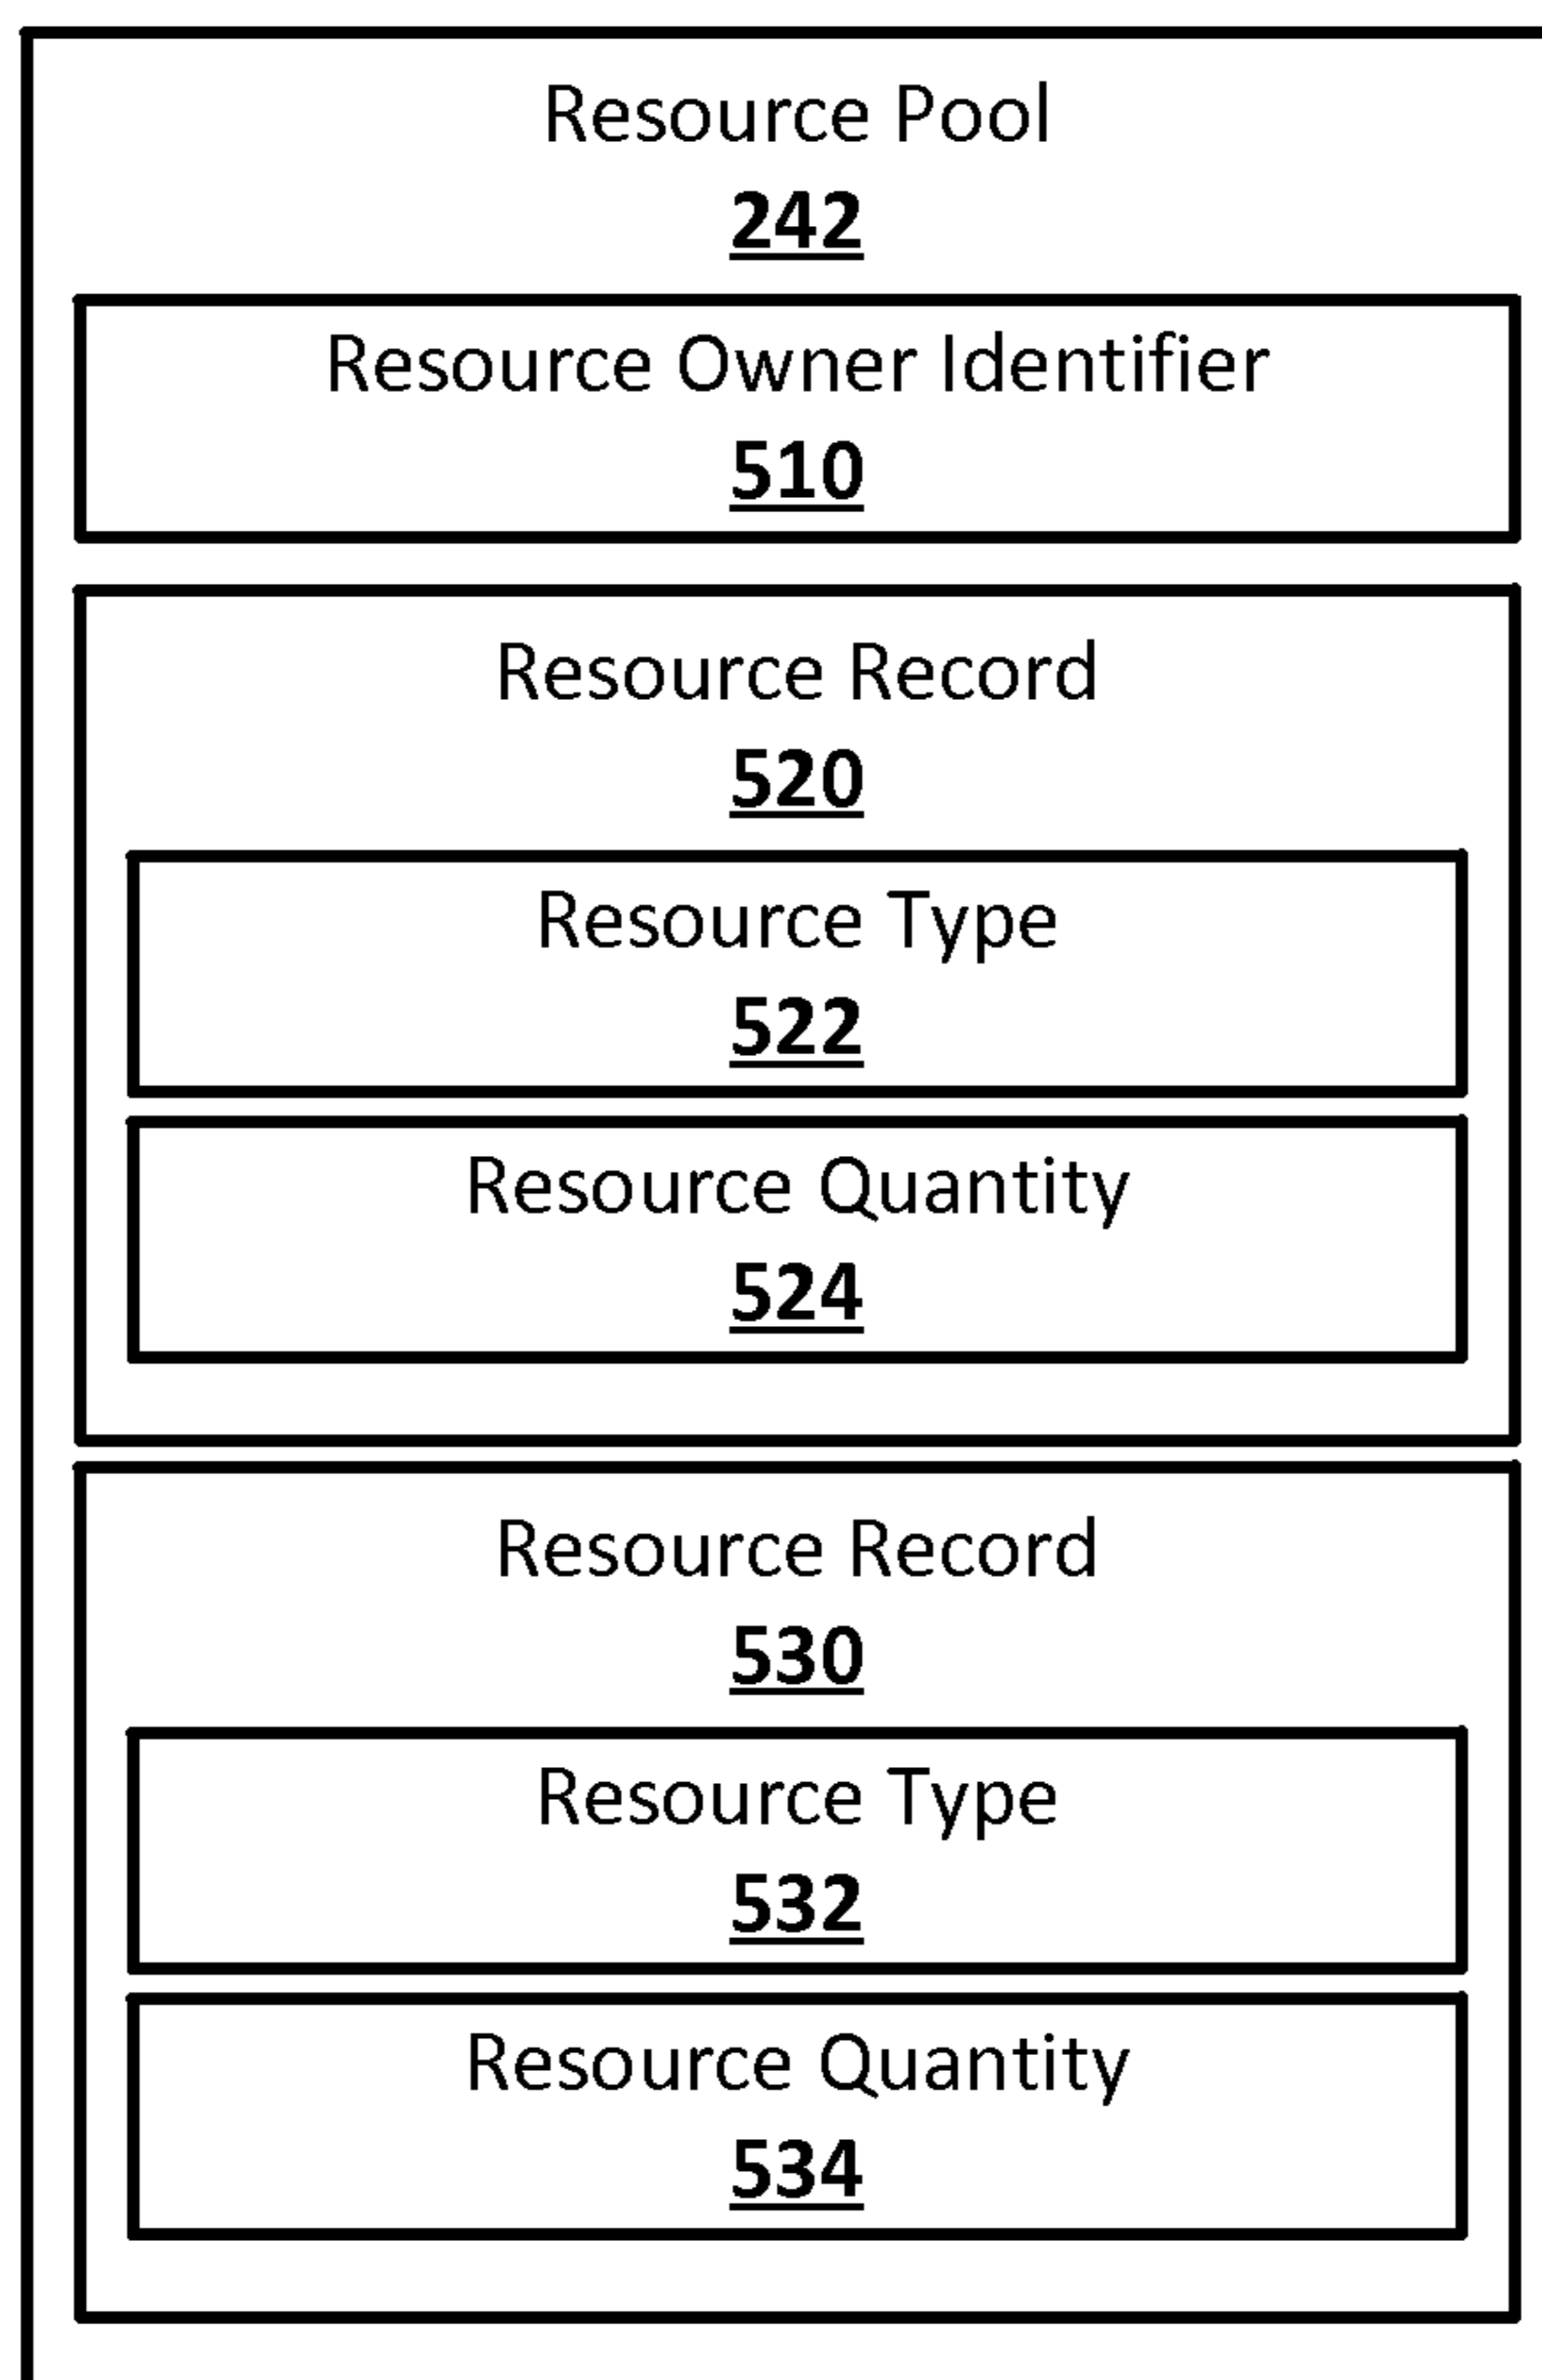 Resource Pool
242
Resource Owner Identifier
510
Resource Record
520
Resource Type
522
Resource Quantity
524
Resource Record
530
Resource Type
532
Resource Quantity
534